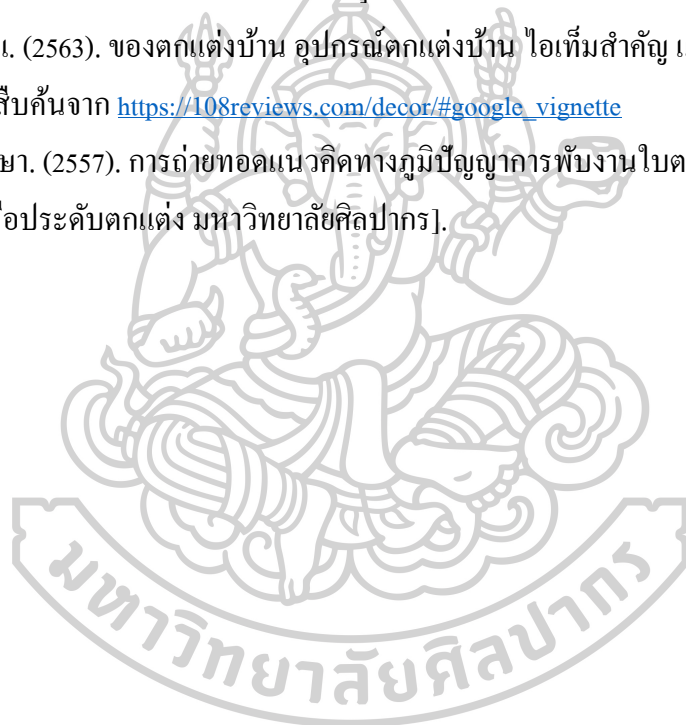 . (2563). ของตกแต่งบ้าน อุปกรณ์ตกแต่งบ้าน ไอเท็มสำคัญ
สืบค้นจาก https://108reviews.com/decor/#google_vignette
ษา. (2557). การถ่ายทอดแนวคิดทางภูมิปัญญาการพับงานใบต
อประดับตกแต่ง มหาวิทยาลัยศิลปากร].
มหาวิทยาลัยศิลปากร